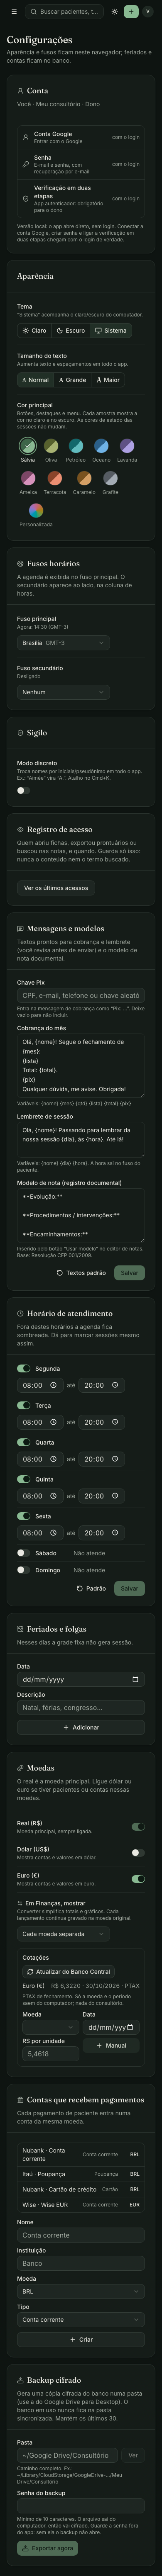 Buscar pacientes, t...
V
Configurações
Aparência e fusos ficam neste navegador; feriados e
contas ficam no banco.
Conta
Você · Meu consultório · Dono
Conta Google
Entrar com o Google
com o login
Senha
E-mail e senha, com
recuperação por e-mail
com o login
Verificação em duas
etapas
App autenticador: obrigatório
para o dono
com o login
Versão local: o app abre direto, sem login. Conectar a
conta Google, criar senha e ligar a verificação em
duas etapas chegam com o login de verdade.
Aparência
Tema
"Sistema" acompanha o claro/escuro do computador.
Claro
Escuro
Sistema
Tamanho do texto
Aumenta texto e espaçamentos em todo o app.
A Normal
A Grande
A Maior
Cor principal
Botões, destaques e menu. Cada amostra mostra a
cor no claro e no escuro. As cores de estado das
sessões não mudam.
Sálvia
Oliva
Petróleo
Oceano
Lavanda
Ameixa
Terracota
Caramelo
Grafite
Personalizada
Fusos horários
A agenda é exibida no fuso principal. O
secundário aparece ao lado, na coluna de
horas.
Fuso principal
Agora: 14:30 (GMT-3)
Brasília GMT-3
Fuso secundário
Desligado
Nenhum
Sigilo
Modo discreto
Troca nomes por iniciais/pseudônimo em todo o app.
Ex.: "Aimée" vira "A.". Atalho no Cmd+K.
Registro de acesso
Quem abriu fichas, exportou prontuários ou
buscou nas notas, e quando. Guarda só isso:
nunca o conteúdo nem o termo buscado.
Ver os últimos acessos
Mensagens e modelos
Textos prontos para cobrança e lembrete
(você revisa antes de enviar) e o modelo de
nota documental.
Chave Pix
CPF, e-mail, telefone ou chave aleató
Entra na mensagem de cobrança como "Pix: ...". Deixe
vazio para não incluir.
Cobrança do mês
Olá, {nome}! Segue o fechamento de
{mes}:
{lista}
Total: {total}.
{pix}
Qualquer dúvida, me avise. Obrigada!
Variáveis: {nome} {mes} {qtd} {lista} {total} {pix}
Lembrete de sessão
Olá, {nome}! Passando para lembrar da
nossa sessão {dia}, às {hora}. Até lá!
Variáveis: {nome} {dia} {hora}. A hora sai no fuso do
paciente.
Modelo de nota (registro documental)
**Evolução:**
**Procedimentos / intervenções:**
**Encaminhamentos:**
Inserido pelo botão "Usar modelo" no editor de notas.
Base: Resolução CFP 001/2009.
Textos padrão
Salvar
Horário de atendimento
Fora destes horários a agenda fica
sombreada. Dá para marcar sessões mesmo
assim.
Segunda
08:00 até 20:00
Terça
08:00 até 20:00
Quarta
08:00 até 20:00
Quinta
08:00 até 20:00
Sexta
08:00 até 20:00
Sábado Não atende
Domingo Não atende
Padrão
Salvar
Feriados e folgas
Nesses dias a grade fixa não gera sessão.
Data
dd/mm/yyyy
Descrição
Natal, férias, congresso...
Adicionar
Moedas
O real é a moeda principal. Ligue dólar ou
euro se tiver pacientes ou contas nessas
moedas.
Real (R$)
Moeda principal, sempre ligada.
Dólar (US$)
Mostra contas e valores em dólar.
Euro (€)
Mostra contas e valores em euro.
Em Finanças, mostrar
Converter simplifica totais e gráficos. Cada
lançamento continua gravado na moeda original.
Cada moeda separada
Cotações
Atualizar do Banco Central
Euro (€) R$ 6,3220 · 30/10/2026 · PTAX
PTAX de fechamento. Só a moeda e o período
saem do computador; nada do consultório.
Moeda
Data
dd/mm/yyyy
R$ por unidade
5,4618
Manual
Contas que recebem pagamentos
Cada pagamento do paciente entra numa
conta da mesma moeda.
Nubank · Conta
corrente
Conta corrente BRL
Itaú · Poupança
Poupança BRL
Nubank · Cartão de crédito
Cartão BRL
Wise · Wise EUR
Conta corrente EUR
Nome
Conta corrente
Instituição
Banco
Moeda
BRL
Tipo
Conta corrente
Criar
Backup cifrado
Gera uma cópia cifrada do banco numa pasta
sua (a do Google Drive para Desktop). O
banco em uso nunca fica na pasta
sincronizada. Mantém os últimos 30.
Pasta
~/Google Drive/Consultório
Ver
Caminho completo. Ex.:
~/Library/CloudStorage/GoogleDrive-.../Meu
Drive/Consultório
Senha do backup
Mínimo de 10 caracteres. O arquivo sai do
computador, então vai cifrado. Guarde a senha fora
do app: sem ela o backup não abre.
Exportar agora